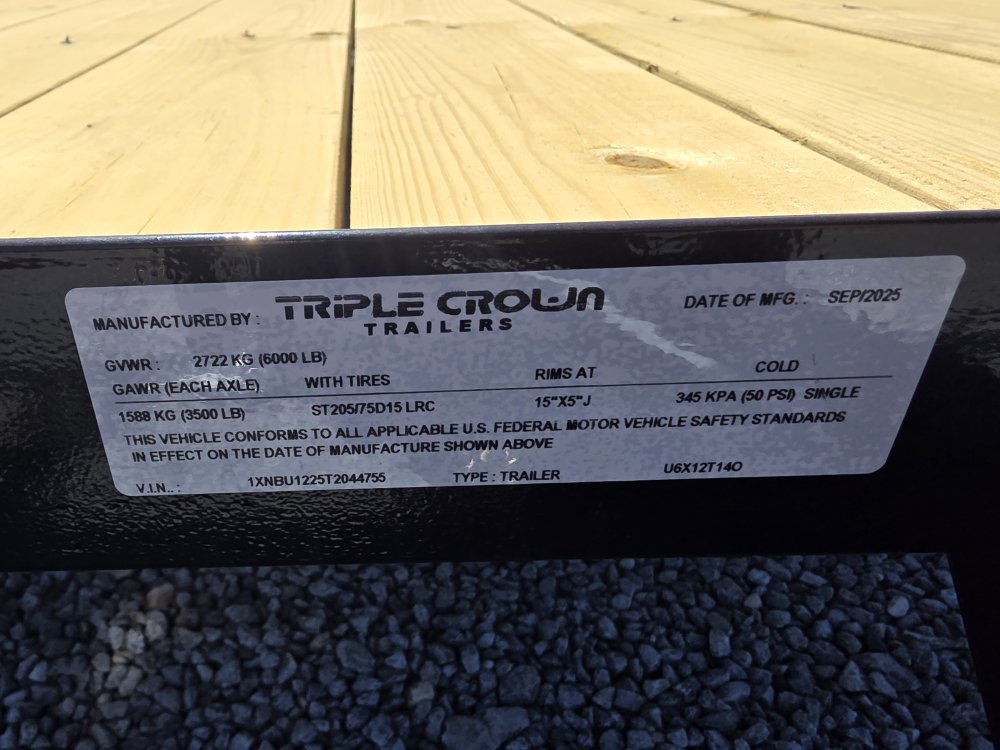 MANUFACTURED BY : TRIPLE CROWN TRAILERS DATE OF MFG. : SEP/2025
GVWR : 2722 KG (6000 LB)
GAWR (EACH AXLE) WITH TIRES RIMS AT COLD
1588 KG (3500 LB) ST205/75D15 LRC 15"X5"J 345 KPA (50 PSI) SINGLE
THIS VEHICLE CONFORMS TO ALL APPLICABLE U.S. FEDERAL MOTOR VEHICLE SAFETY STANDARDS
IN EFFECT ON THE DATE OF MANUFACTURE SHOWN ABOVE
V.I.N.. : 1XNBU1225T2044755 TYPE : TRAILER U6X12T14O